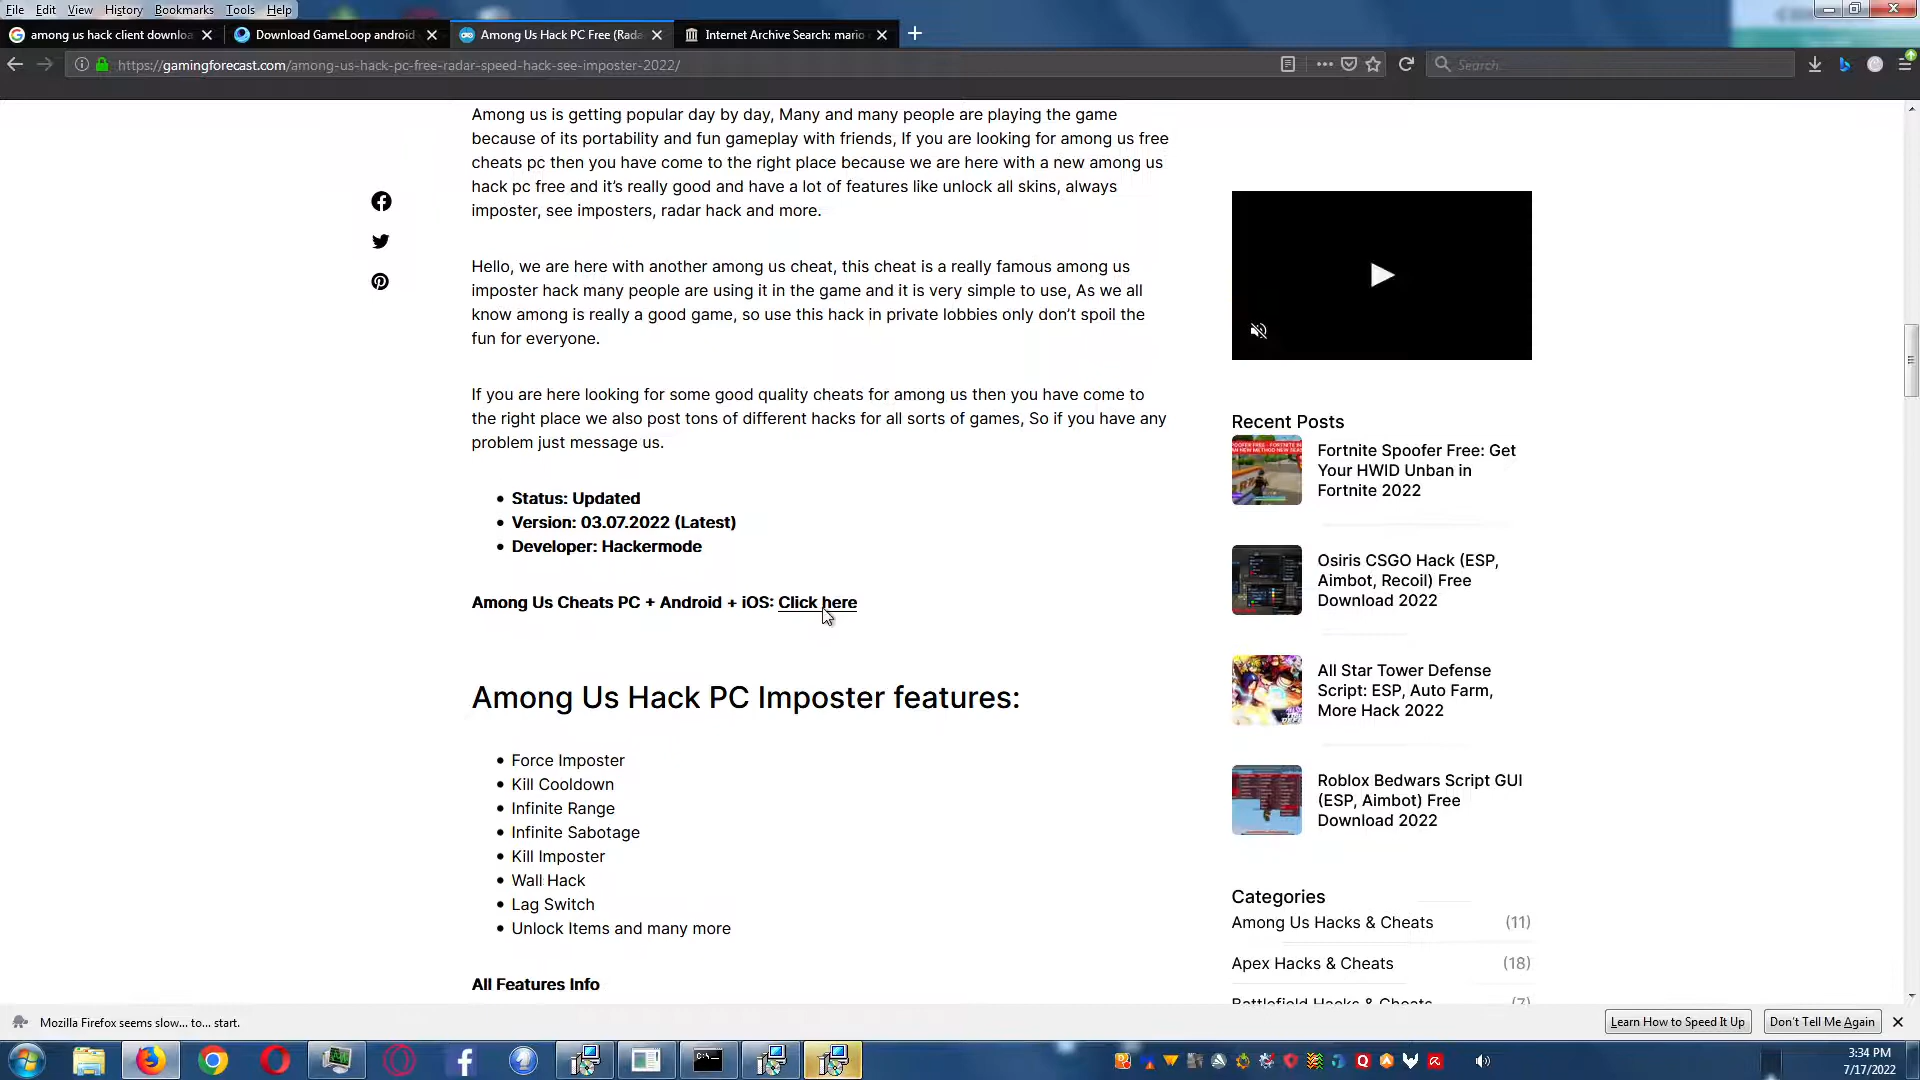 File Edit View History Bookmarks Tools Help
among us hack client downloa
Download GameLoop android
Among Us Hack PC Free (Rada
Internet Archive Search: mario
https://gamingforecast.com/among-us-hack-pc-free-radar-speed-hack-see-imposter-2022/
Search
Among us is getting popular day by day, Many and many people are playing the game
because of its portability and fun gameplay with friends, If you are looking for among us free
cheats pc then you have come to the right place because we are here with a new among us
hack pc free and it's really good and have a lot of features like unlock all skins, always
imposter, see imposters, radar hack and more.
Hello, we are here with another among us cheat, this cheat is a really famous among us
imposter hack many people are using it in the game and it is very simple to use, As we all
know among is really a good game, so use this hack in private lobbies only don't spoil the
fun for everyone.
If you are here looking for some good quality cheats for among us then you have come to
the right place we also post tons of different hacks for all sorts of games, So if you have any
problem just message us.
• Status: Updated
• Version: 03.07.2022 (Latest)
• Developer: Hackermode
Among Us Cheats PC + Android + iOS: Click here
Among Us Hack PC Imposter features:
• Force Imposter
• Kill Cooldown
• Infinite Range
• Infinite Sabotage
• Kill Imposter
• Wall Hack
• Lag Switch
• Unlock Items and many more
All Features Info
Recent Posts
Fortnite Spoofer Free: Get
Your HWID Unban in
Fortnite 2022
Osiris CSGO Hack (ESP,
Aimbot, Recoil) Free
Download 2022
All Star Tower Defense
Script: ESP, Auto Farm,
More Hack 2022
Roblox Bedwars Script GUI
(ESP, Aimbot) Free
Download 2022
Categories
Among Us Hacks & Cheats (11)
Apex Hacks & Cheats (18)
Battlefield Hacks & Cheats (7)
Mozilla Firefox seems slow... to... start.
Learn How to Speed It Up
Don't Tell Me Again
3:34 PM
7/17/2022